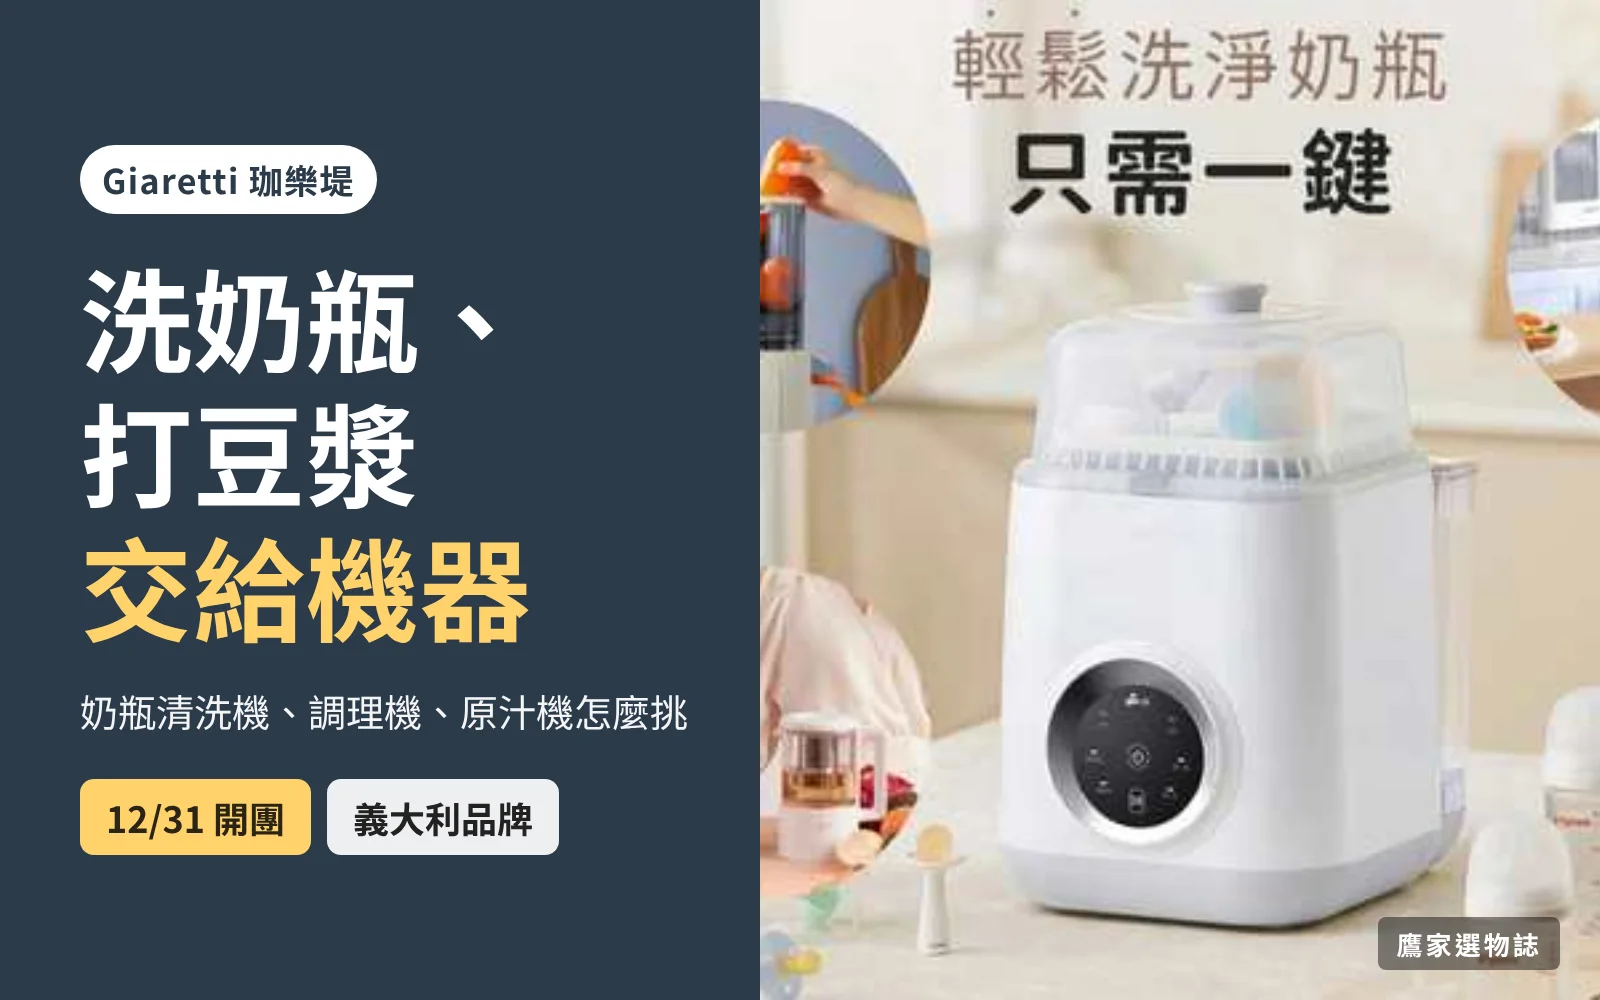 Giaretti 珈樂堤
洗奶瓶、
打豆漿
交給機器
奶瓶清洗機、調理機、原汁機怎麼挑
12/31 開團
義大利品牌
輕鬆洗淨奶瓶
只需一鍵
鷹家選物誌